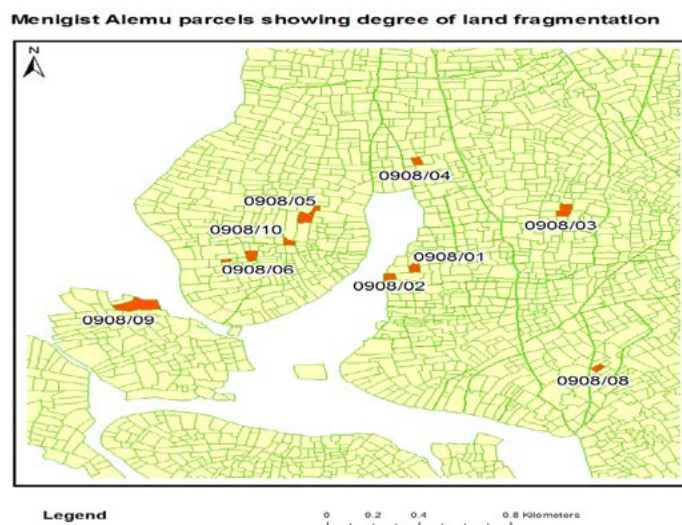 Menigist Alemu parcels showing degree of land fragmentation
N
0908/04
0908/05
0908/10
0908/03
0908/06
0908/01
0908/02
0908/09
0908/08
Legend
0 0.2 0.4 0.8 Kilometers